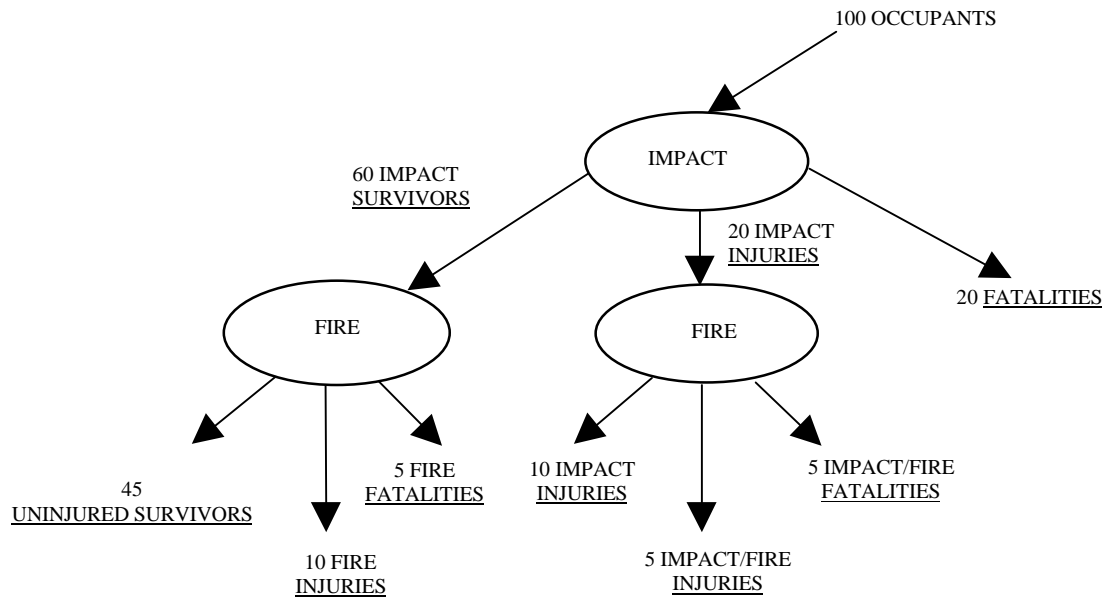 100 OCCUPANTS
IMPACT
60 IMPACT
SURVIVORS
20 IMPACT
INJURIES
20 FATALITIES
FIRE
FIRE
45
UNINJURED SURVIVORS
5 FIRE
FATALITIES
10 FIRE
INJURIES
10 IMPACT
INJURIES
5 IMPACT/FIRE
FATALITIES
5 IMPACT/FIRE
INJURIES